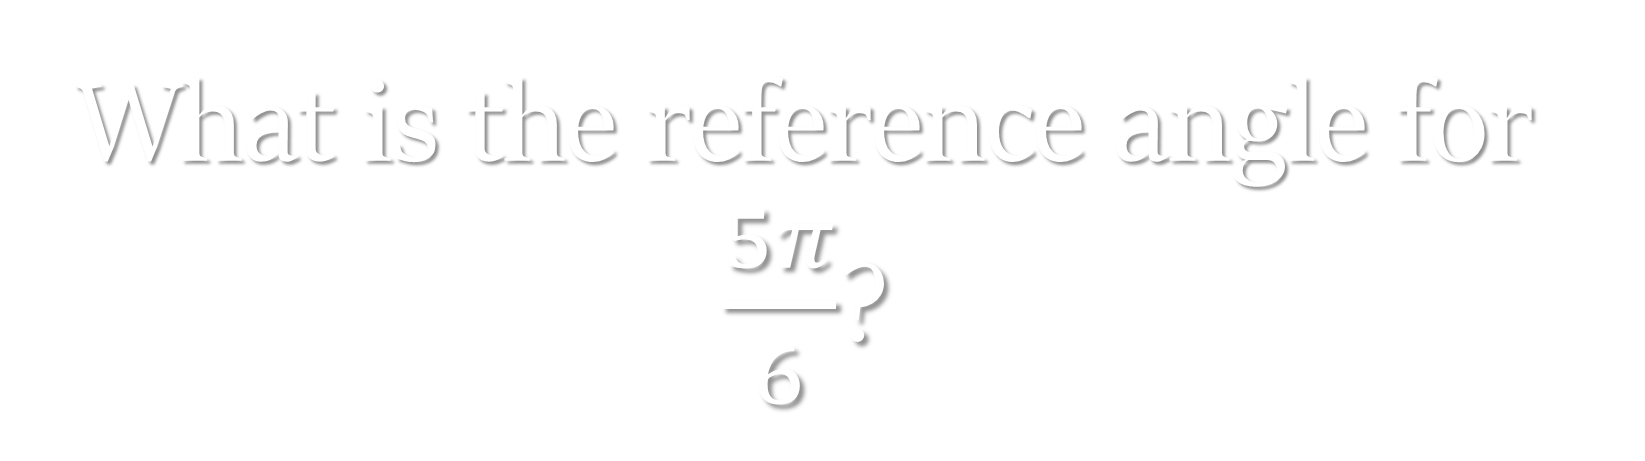 What is the reference angle for
5π/6?